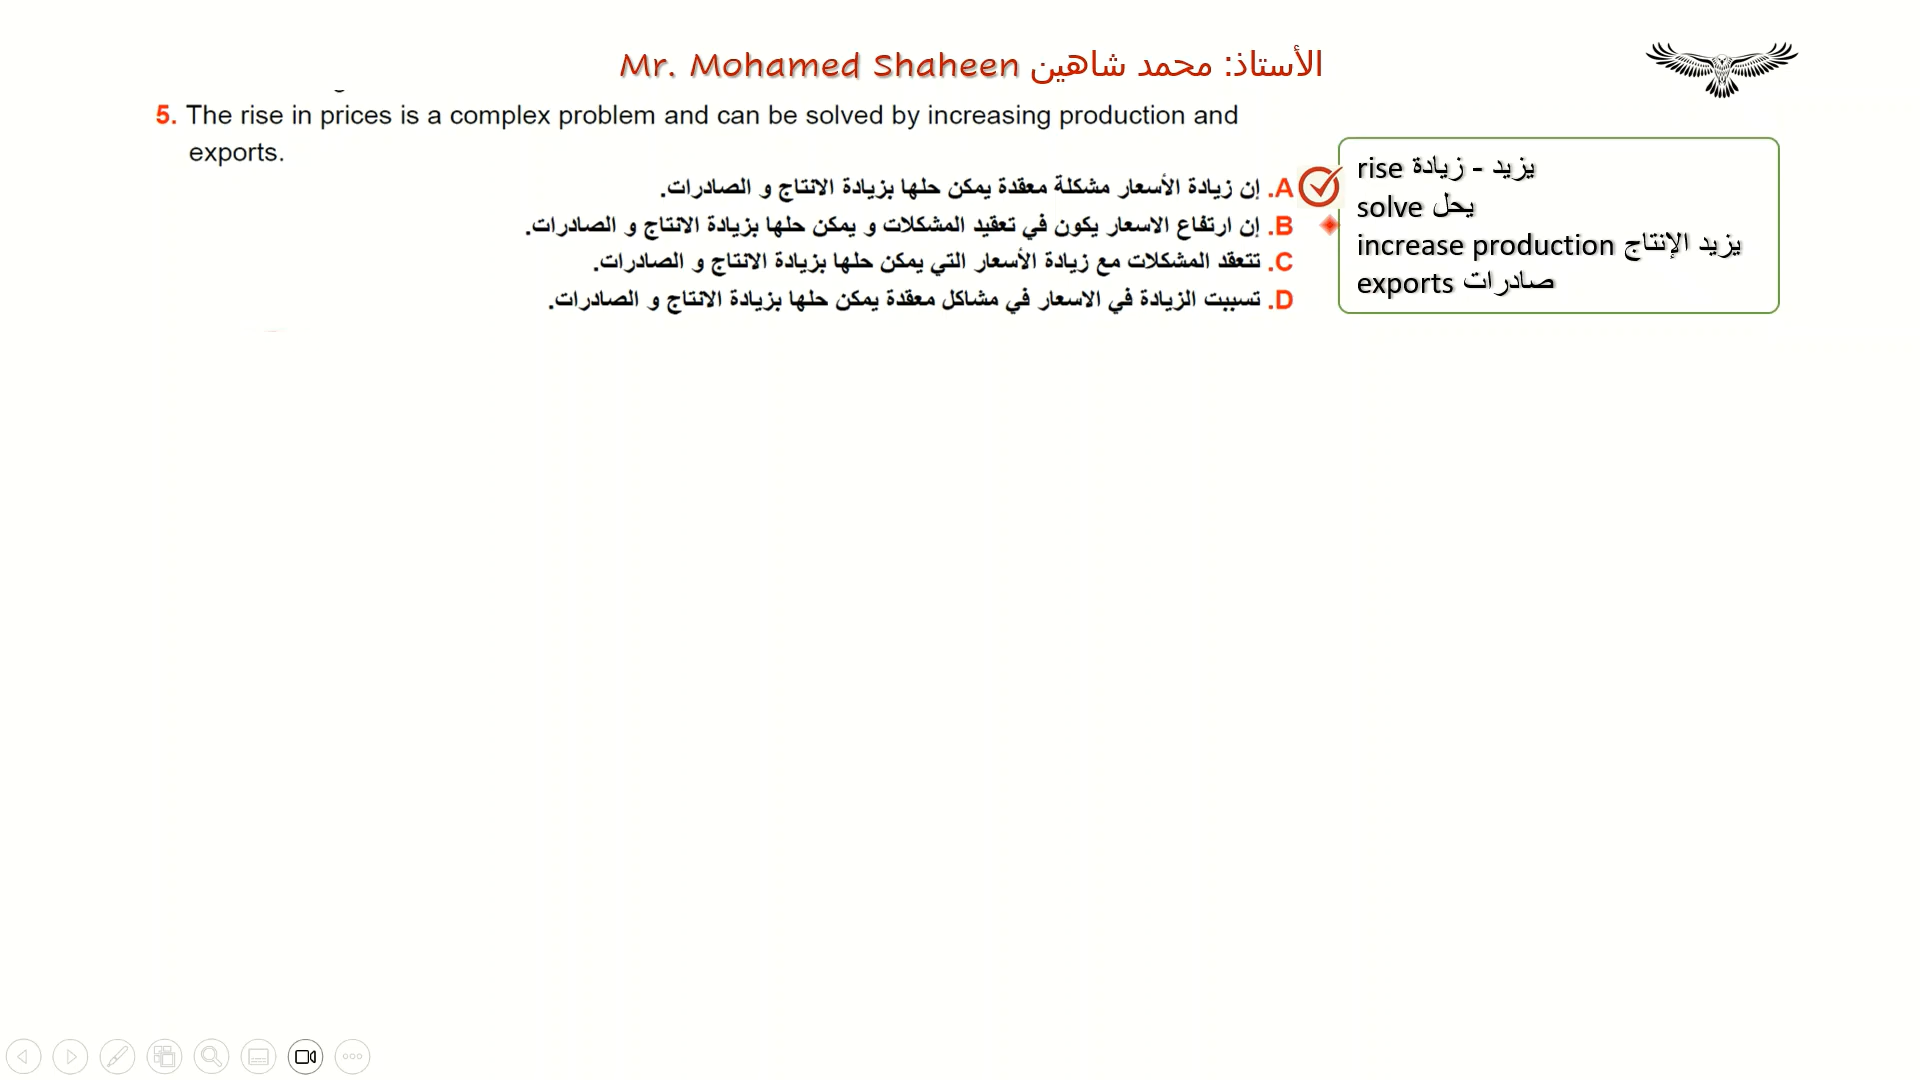 Mr. Mohamed Shaheen الأستاذ: محمد شاهين
5. The rise in prices is a complex problem and can be solved by increasing production and
exports.
A. إن زيادة الأسعار مشكلة معقدة يمكن حلها بزيادة الانتاج و الصادرات.
B. إن ارتفاع الاسعار يكون في تعقيد المشكلات و يمكن حلها بزيادة الانتاج و الصادرات.
C. تتعقد المشكلات مع زيادة الأسعار التي يمكن حلها بزيادة الانتاج و الصادرات.
D. تسببت الزيادة في الاسعار في مشاكل معقدة يمكن حلها بزيادة الانتاج و الصادرات.
rise يزيد - زيادة
solve يحل
increase production يزيد الإنتاج
exports صادرات